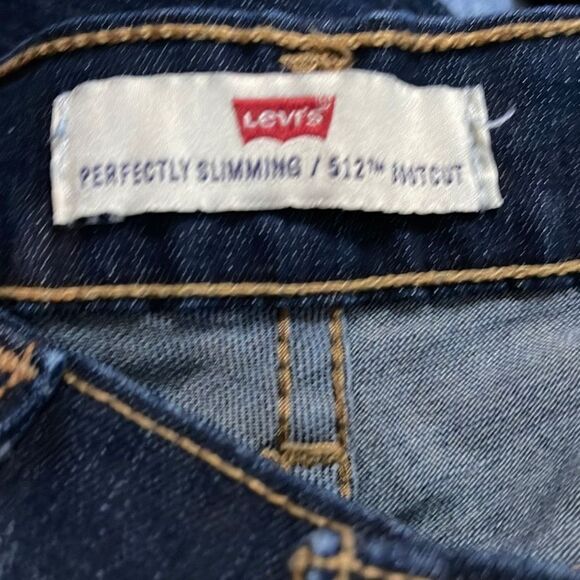 Levi's
PERFECTLY SLIMMING / 512™ BOOTCUT